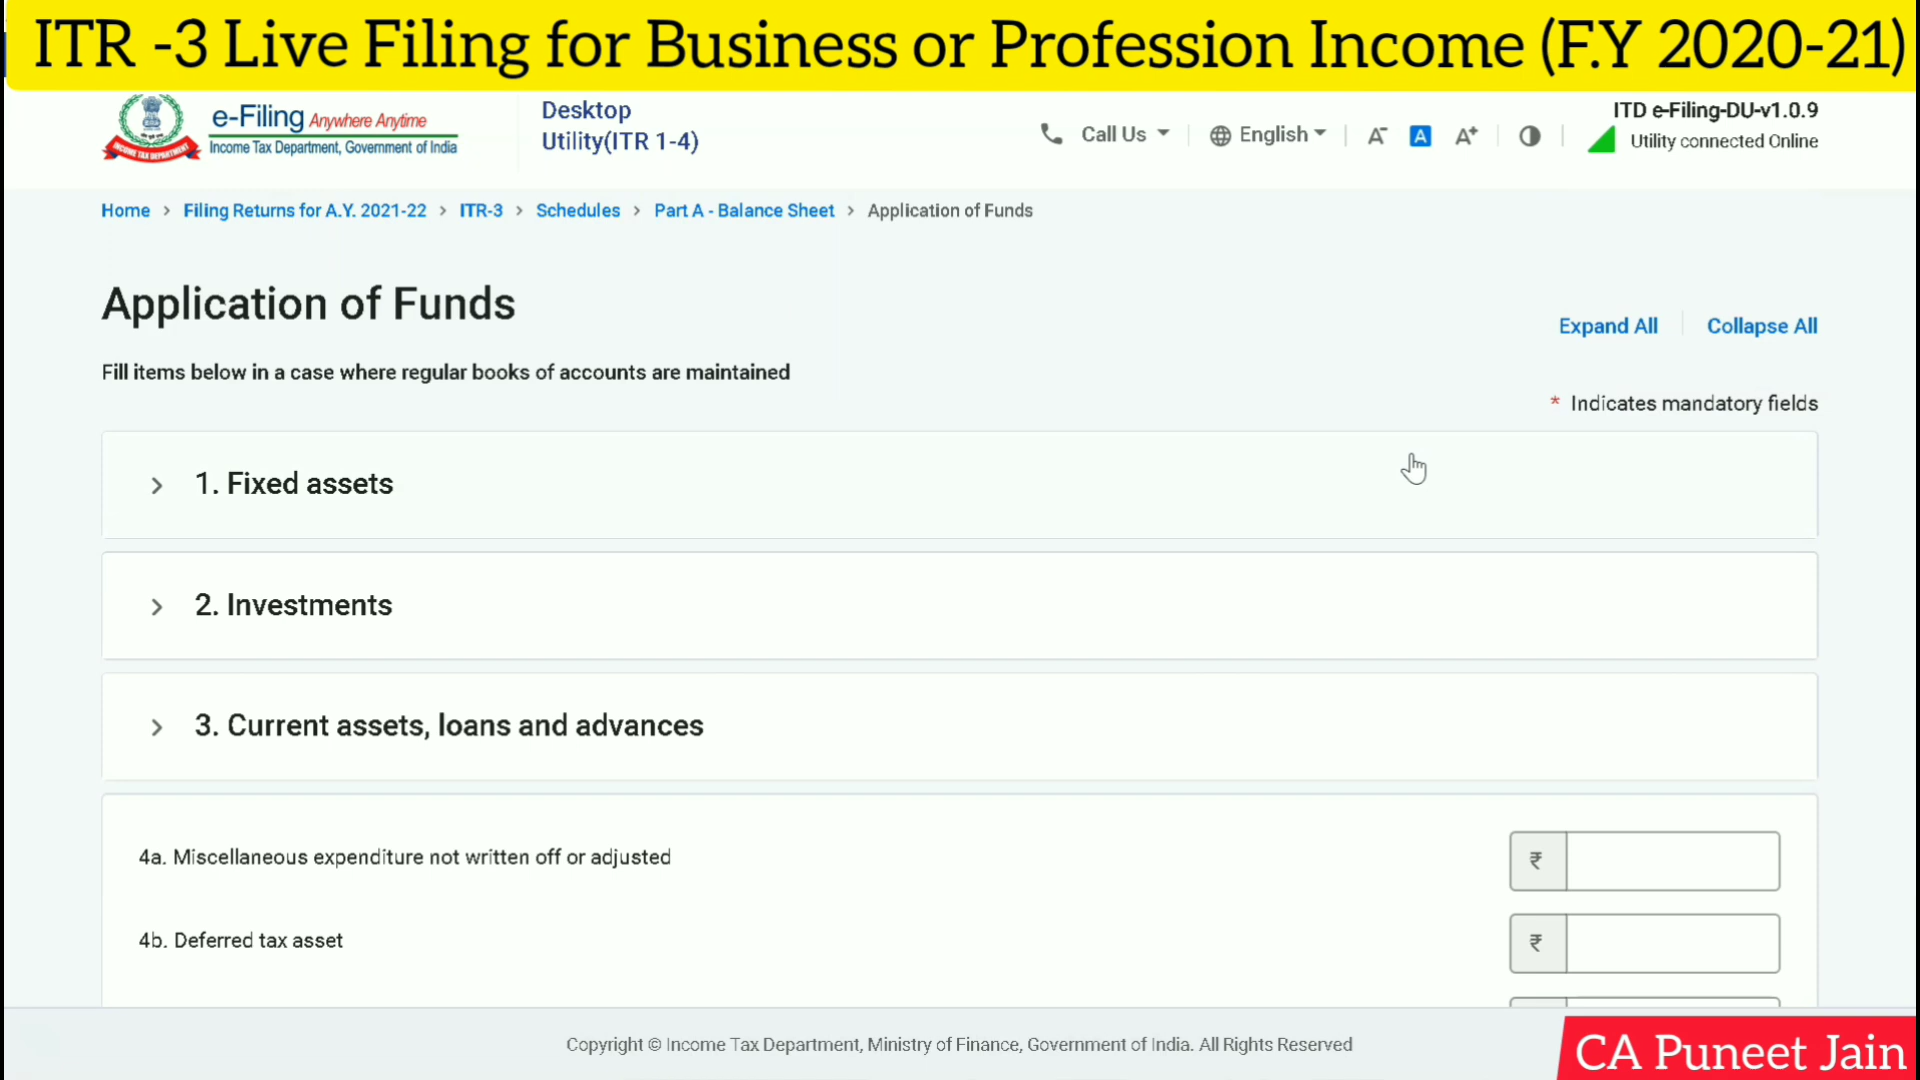 ITR -3 Live Filing for Business or Profession Income (F.Y 2020-21)
e-Filing Anywhere Anytime
Income Tax Department, Government of India
INCOME TAX DEPARTMENT
Desktop
Utility(ITR 1-4)
Call Us
English
A-
A
A+
ITD e-Filing-DU-v1.0.9
Utility connected Online
Home > Filing Returns for A.Y. 2021-22 > ITR-3 > Schedules > Part A - Balance Sheet > Application of Funds
Application of Funds
Expand All
Collapse All
Fill items below in a case where regular books of accounts are maintained
* Indicates mandatory fields
> 1. Fixed assets
> 2. Investments
> 3. Current assets, loans and advances
4a. Miscellaneous expenditure not written off or adjusted
₹
4b. Deferred tax asset
₹
Copyright © Income Tax Department, Ministry of Finance, Government of India. All Rights Reserved
CA Puneet Jain